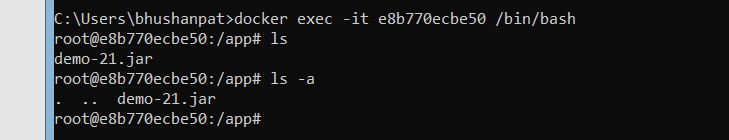 C:\Users\bhushanpat>docker exec -it e8b770ecbe50 /bin/bash
root@e8b770ecbe50:/app# ls
demo-21.jar
root@e8b770ecbe50:/app# ls -a
.  ..  demo-21.jar
root@e8b770ecbe50:/app#